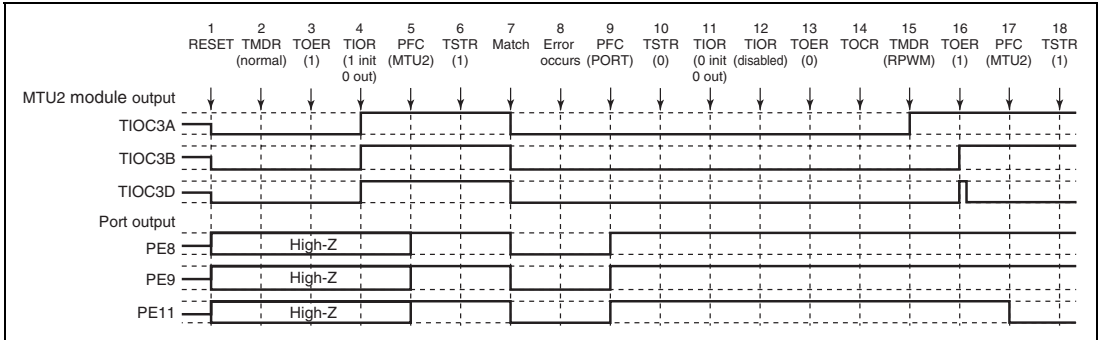 1 2 3 4 5 6 7 8 9 10 11 12 13 14 15 16 17 18
RESET TMDR TOER TIOR PFC TSTR Match Error PFC TSTR TIOR TIOR TOER TOCR TMDR TOER PFC TSTR
(normal) (1) (1 init (MTU2) (1) occurs (PORT) (0) (0 init (disabled) (0) (RPWM) (1) (MTU2) (1)
0 out) 0 out)
MTU2 module output
TIOC3A
TIOC3B
TIOC3D
Port output
PE8 High-Z
PE9 High-Z
PE11 High-Z